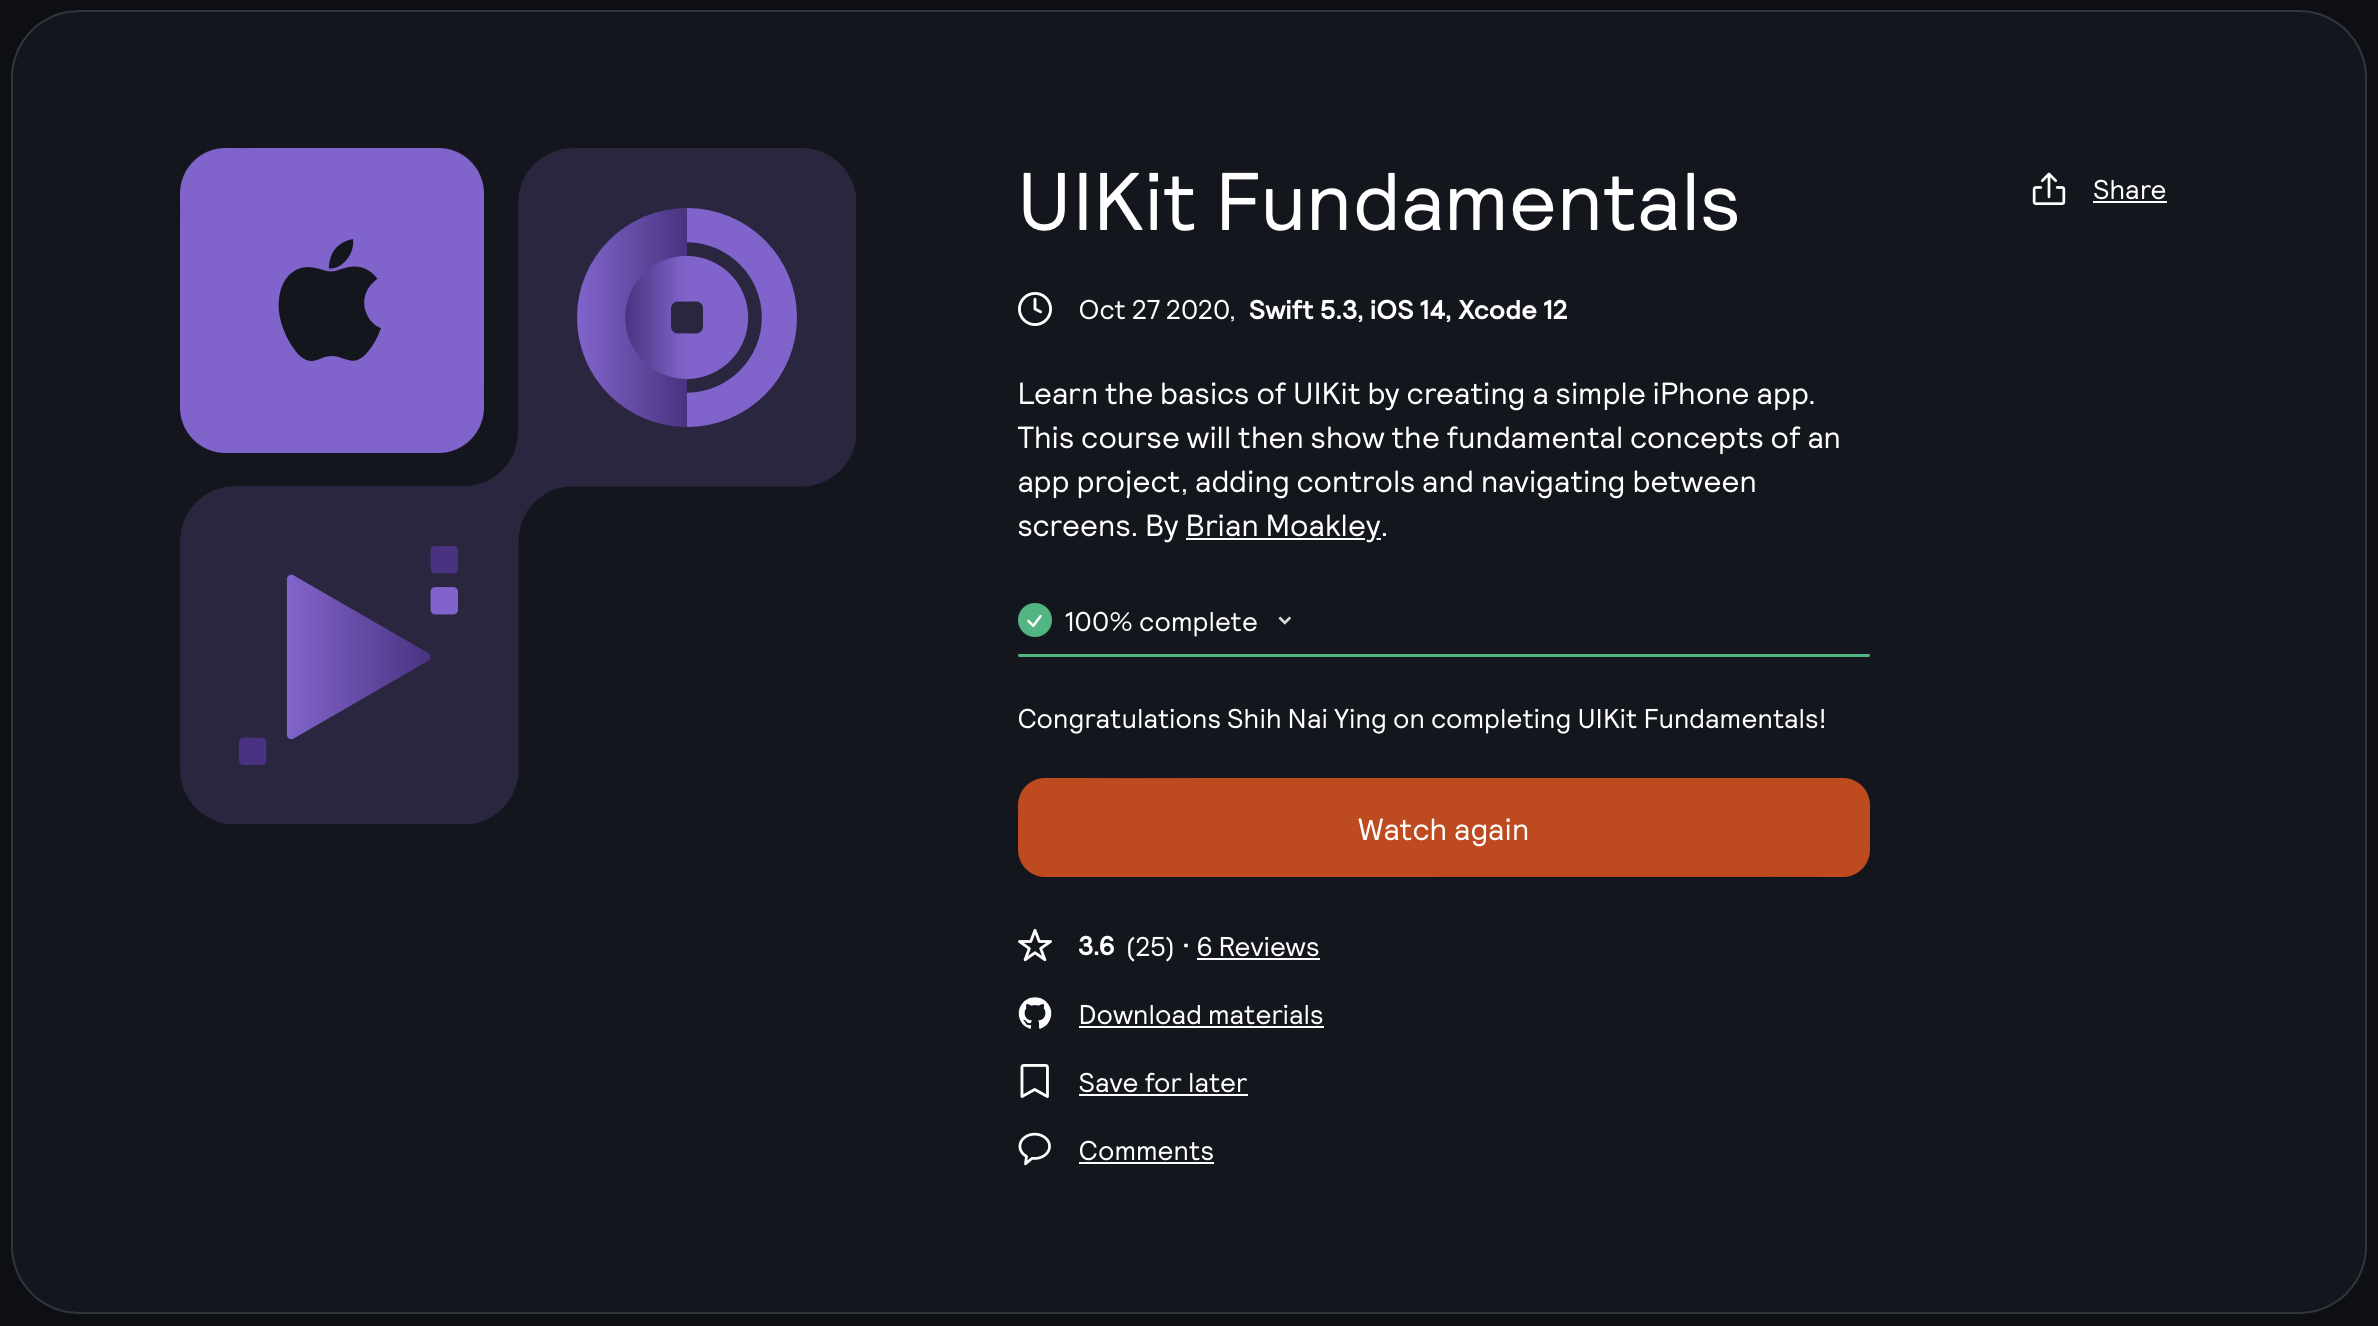 UIKit Fundamentals
Share
Oct 27 2020, Swift 5.3, iOS 14, Xcode 12
Learn the basics of UIKit by creating a simple iPhone app.
This course will then show the fundamental concepts of an
app project, adding controls and navigating between
screens. By Brian Moakley.
100% complete
Congratulations Shih Nai Ying on completing UIKit Fundamentals!
Watch again
3.6 (25) · 6 Reviews
Download materials
Save for later
Comments